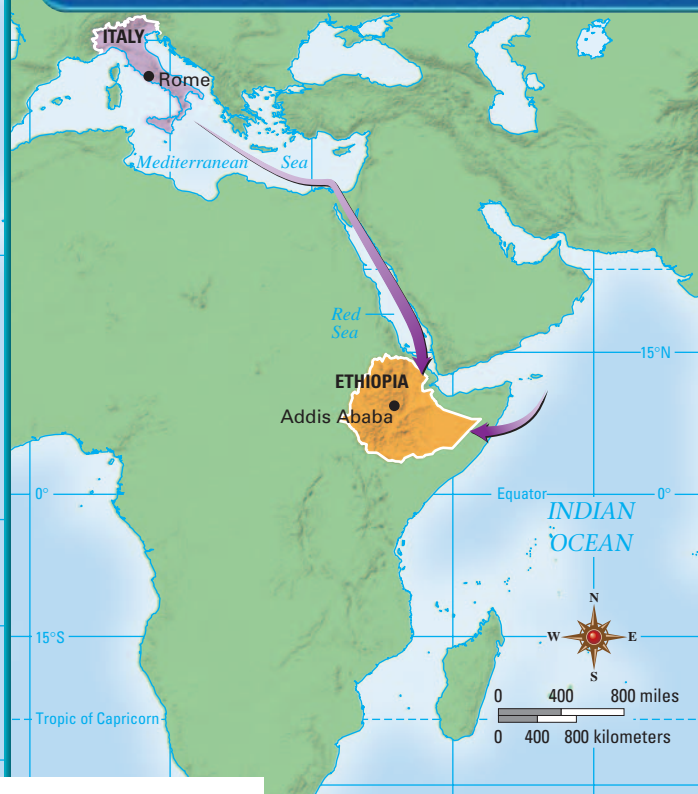 ITALY
Rome
Mediterranean Sea
Red
Sea
15°N
ETHIOPIA
Addis Ababa
0°
Equator
0°
INDIAN
OCEAN
N
W
E
S
15°S
0 400 800 miles
0 400 800 kilometers
Tropic of Capricorn